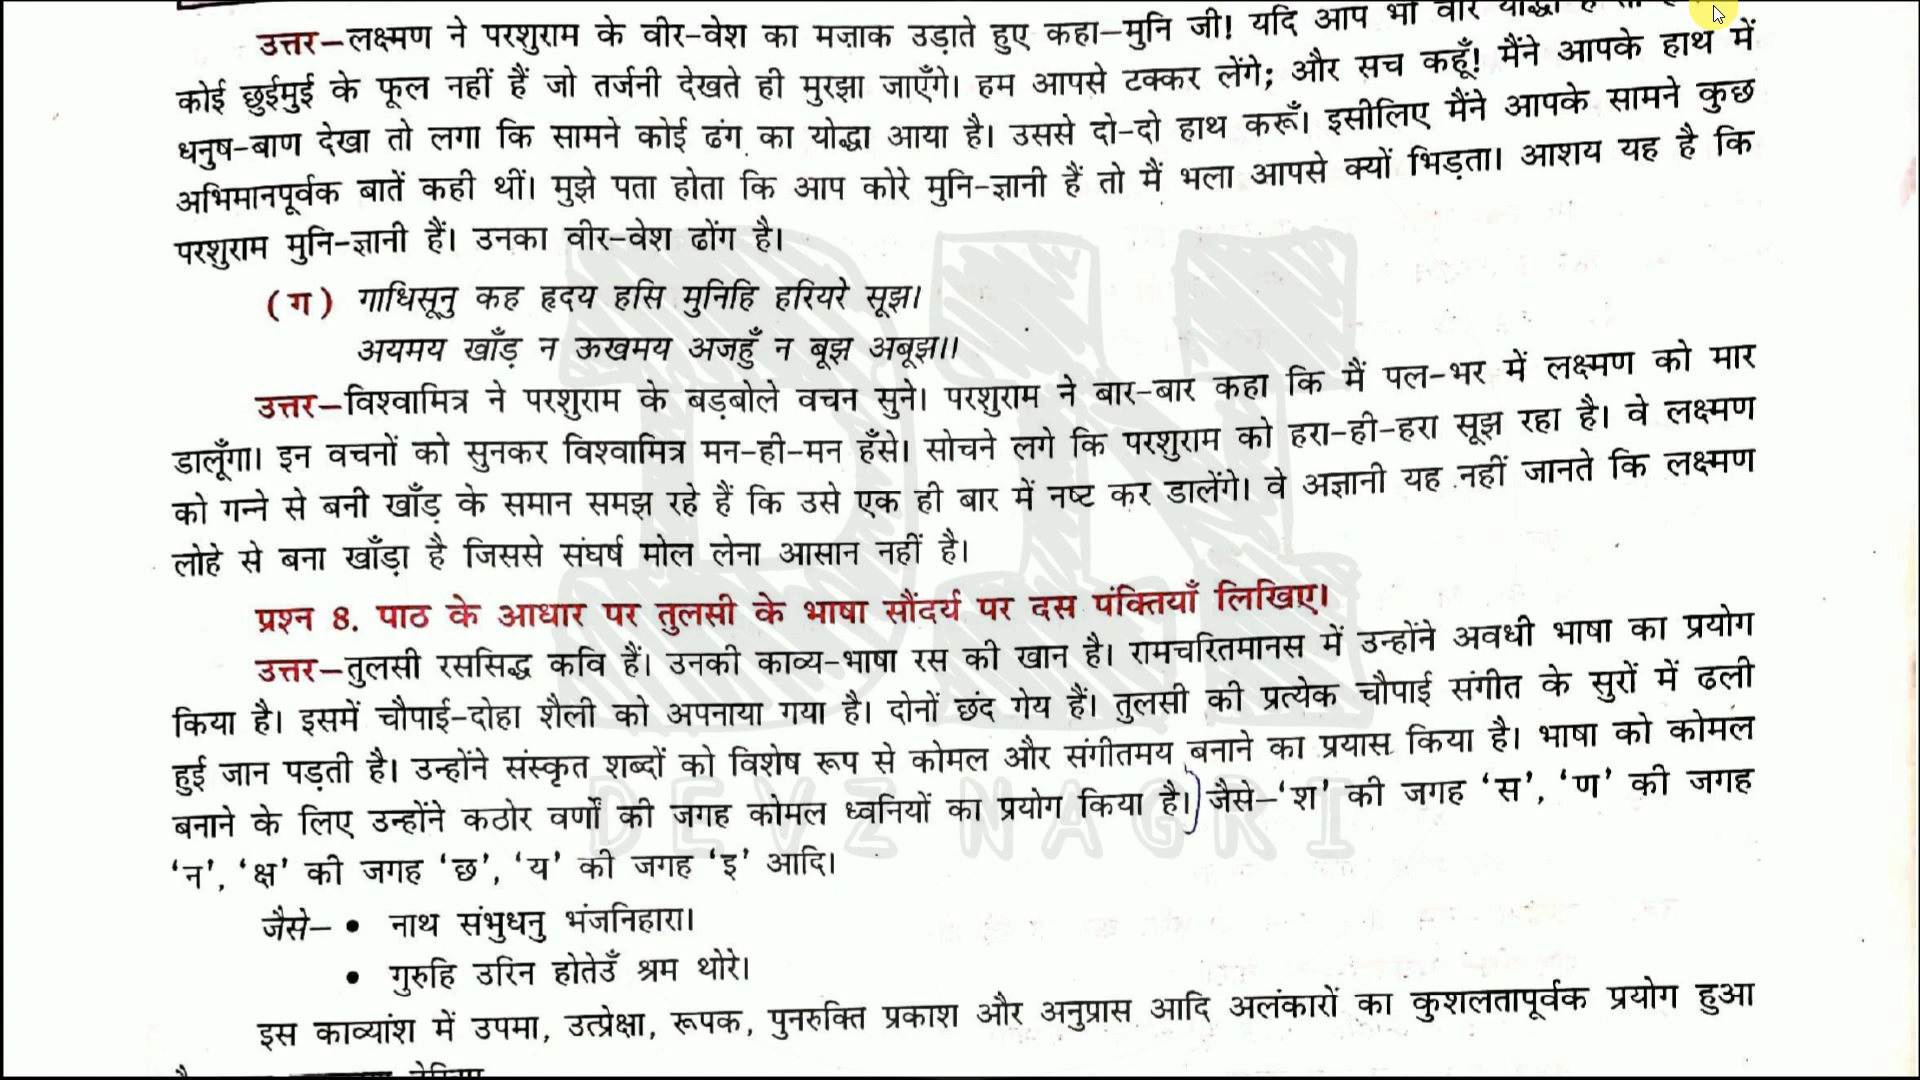 उत्तर–लक्ष्मण ने परशुराम के वीर-वेश का मज़ाक उड़ाते हुए कहा–मुनि जी! यदि आप भी वीर योद्धा
कोई छुईमुई के फूल नहीं हैं जो तर्जनी देखते ही मुरझा जाएँगे। हम आपसे टक्कर लेंगे; और सच कहूँ! मैंने आपके हाथ में
धनुष-बाण देखा तो लगा कि सामने कोई ढंग का योद्धा आया है। उससे दो-दो हाथ करूँ। इसीलिए मैंने आपके सामने कुछ
अभिमानपूर्वक बातें कही थीं। मुझे पता होता कि आप कोरे मुनि-ज्ञानी हैं तो मैं भला आपसे क्यों भिड़ता। आशय यह है कि
परशुराम मुनि-ज्ञानी हैं। उनका वीर-वेश ढोंग है।
(ग) गाधिसूनु कह हृदय हसि मुनिहि हरियरे सूझ।
अयमय खाँड़ न ऊखमय अजहुँ न बूझ अबूझ।।
उत्तर–विश्वामित्र ने परशुराम के बड़बोले वचन सुने। परशुराम ने बार-बार कहा कि मैं पल-भर में लक्ष्मण को मार
डालूँगा। इन वचनों को सुनकर विश्वामित्र मन-ही-मन हँसे। सोचने लगे कि परशुराम को हरा-ही-हरा सूझ रहा है। वे लक्ष्मण
को गन्ने से बनी खाँड़ के समान समझ रहे हैं कि उसे एक ही बार में नष्ट कर डालेंगे। वे अज्ञानी यह नहीं जानते कि लक्ष्मण
लोहे से बना खाँड़ा है जिससे संघर्ष मोल लेना आसान नहीं है।
प्रश्न 8. पाठ के आधार पर तुलसी के भाषा सौंदर्य पर दस पंक्तियाँ लिखिए।
उत्तर–तुलसी रससिद्ध कवि हैं। उनकी काव्य-भाषा रस की खान है। रामचरितमानस में उन्होंने अवधी भाषा का प्रयोग
किया है। इसमें चौपाई-दोहा शैली को अपनाया गया है। दोनों छंद गेय हैं। तुलसी की प्रत्येक चौपाई संगीत के सुरों में ढली
हुई जान पड़ती है। उन्होंने संस्कृत शब्दों को विशेष रूप से कोमल और संगीतमय बनाने का प्रयास किया है। भाषा को कोमल
बनाने के लिए उन्होंने कठोर वर्णों की जगह कोमल ध्वनियों का प्रयोग किया है। जैसे–‘श’ की जगह ‘स’, ‘ण’ की जगह
‘न’, ‘क्ष’ की जगह ‘छ’, ‘य’ की जगह ‘इ’ आदि।
जैसे– • नाथ संभुधनु भंजनिहारा।
• गुरुहि उरिन होतेउँ श्रम थोरे।
इस काव्यांश में उपमा, उत्प्रेक्षा, रूपक, पुनरुक्ति प्रकाश और अनुप्रास आदि अलंकारों का कुशलतापूर्वक प्रयोग हुआ
DN
DEVZ NAGRI